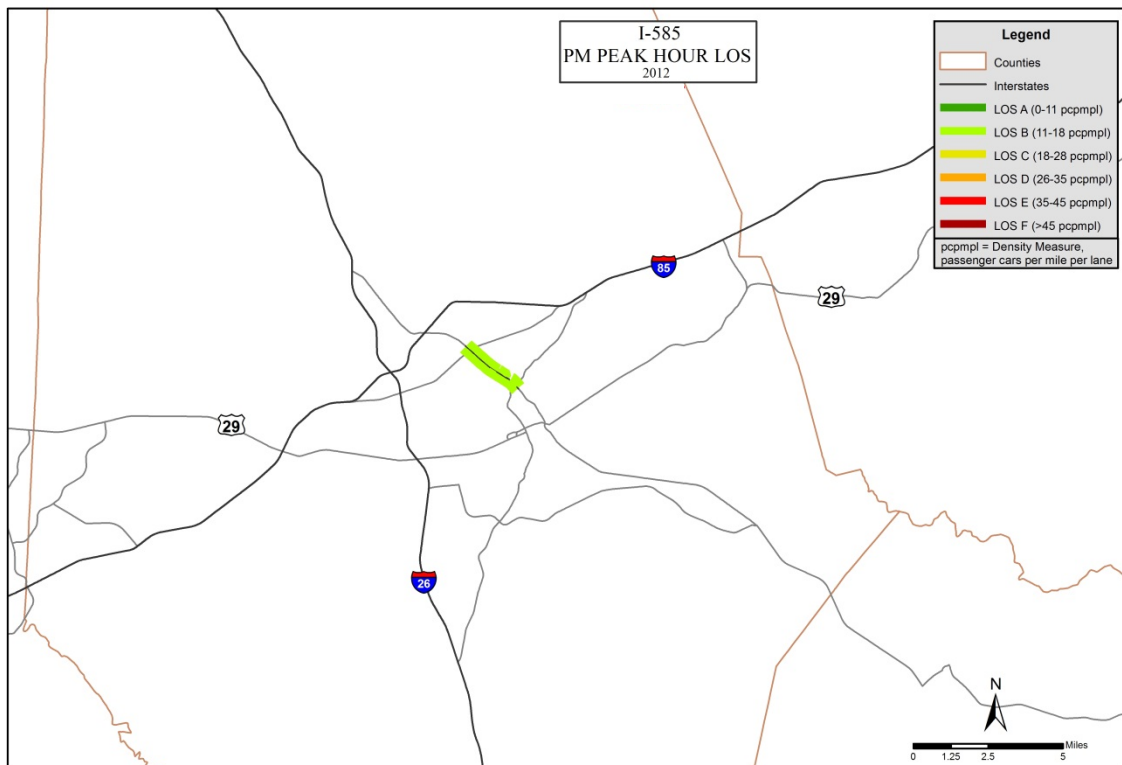 I-585
PM PEAK HOUR LOS
2012
Legend
Counties
Interstates
LOS A (0-11 pcpmpl)
LOS B (11-18 pcpmpl)
LOS C (18-28 pcpmpl)
LOS D (26-35 pcpmpl)
LOS E (35-45 pcpmpl)
LOS F (>45 pcpmpl)
pcpmpl = Density Measure,
passenger cars per mile per lane
85
29
29
26
N
Miles
0 1.25 2.5 5